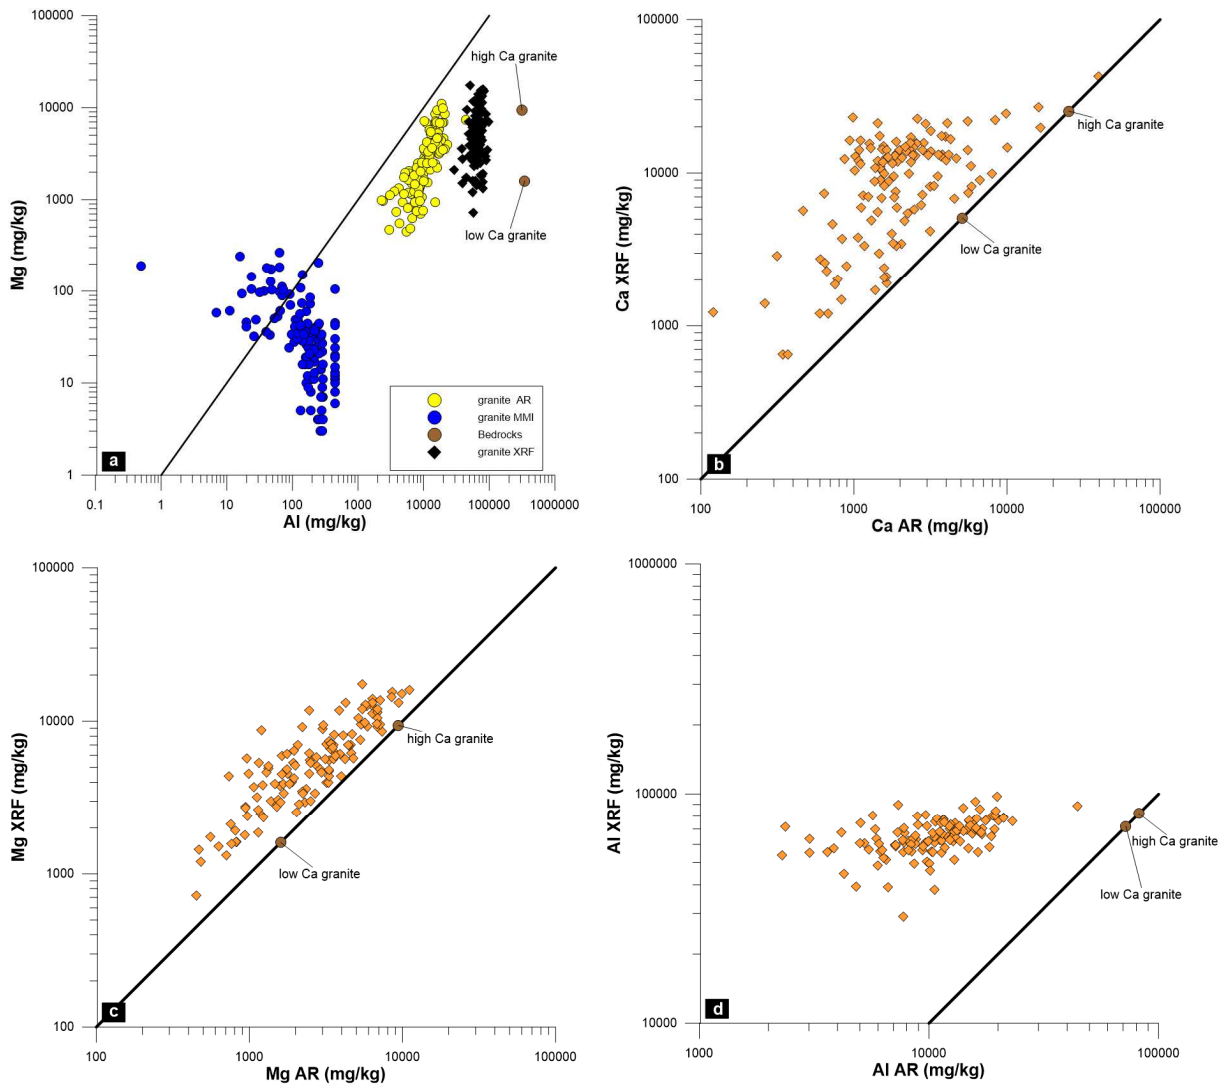 100000
10000
1000
100
10
1
Mg (mg/kg)
0.1
1
10
100
1000
10000
100000
1000000
Al (mg/kg)
high Ca granite
low Ca granite
granite AR
granite MMI
Bedrocks
granite XRF
a
100000
10000
1000
100
Ca XRF (mg/kg)
100
1000
10000
100000
Ca AR (mg/kg)
high Ca granite
low Ca granite
b
100000
10000
1000
100
Mg XRF (mg/kg)
100
1000
10000
100000
Mg AR (mg/kg)
high Ca granite
low Ca granite
c
1000000
100000
10000
Al XRF (mg/kg)
1000
10000
100000
Al AR (mg/kg)
high Ca granite
low Ca granite
d